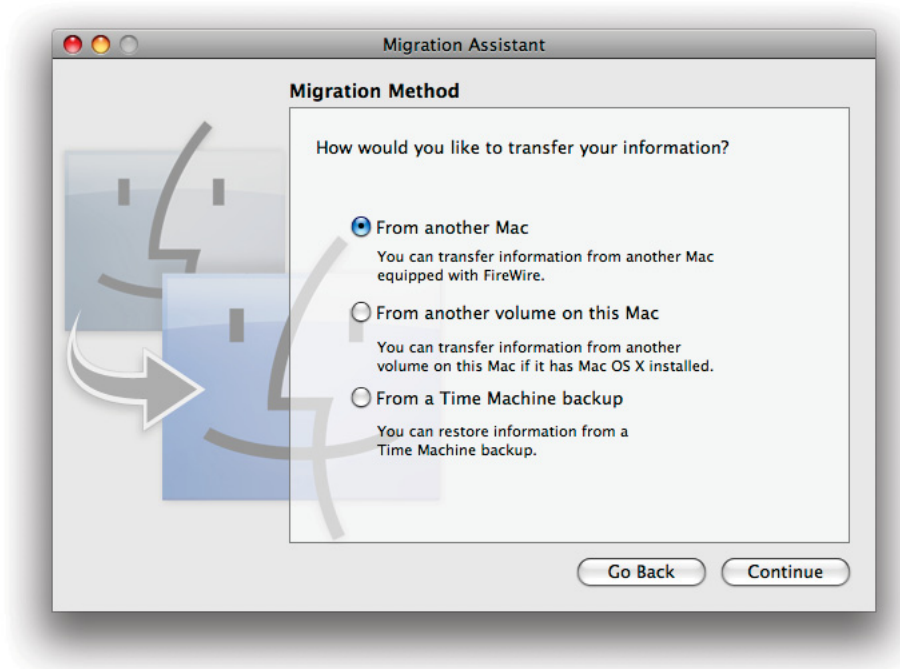 Migration Assistant
Migration Method
How would you like to transfer your information?
From another Mac
You can transfer information from another Mac
equipped with FireWire.
From another volume on this Mac
You can transfer information from another
volume on this Mac if it has Mac OS X installed.
From a Time Machine backup
You can restore information from a
Time Machine backup.
Go Back
Continue